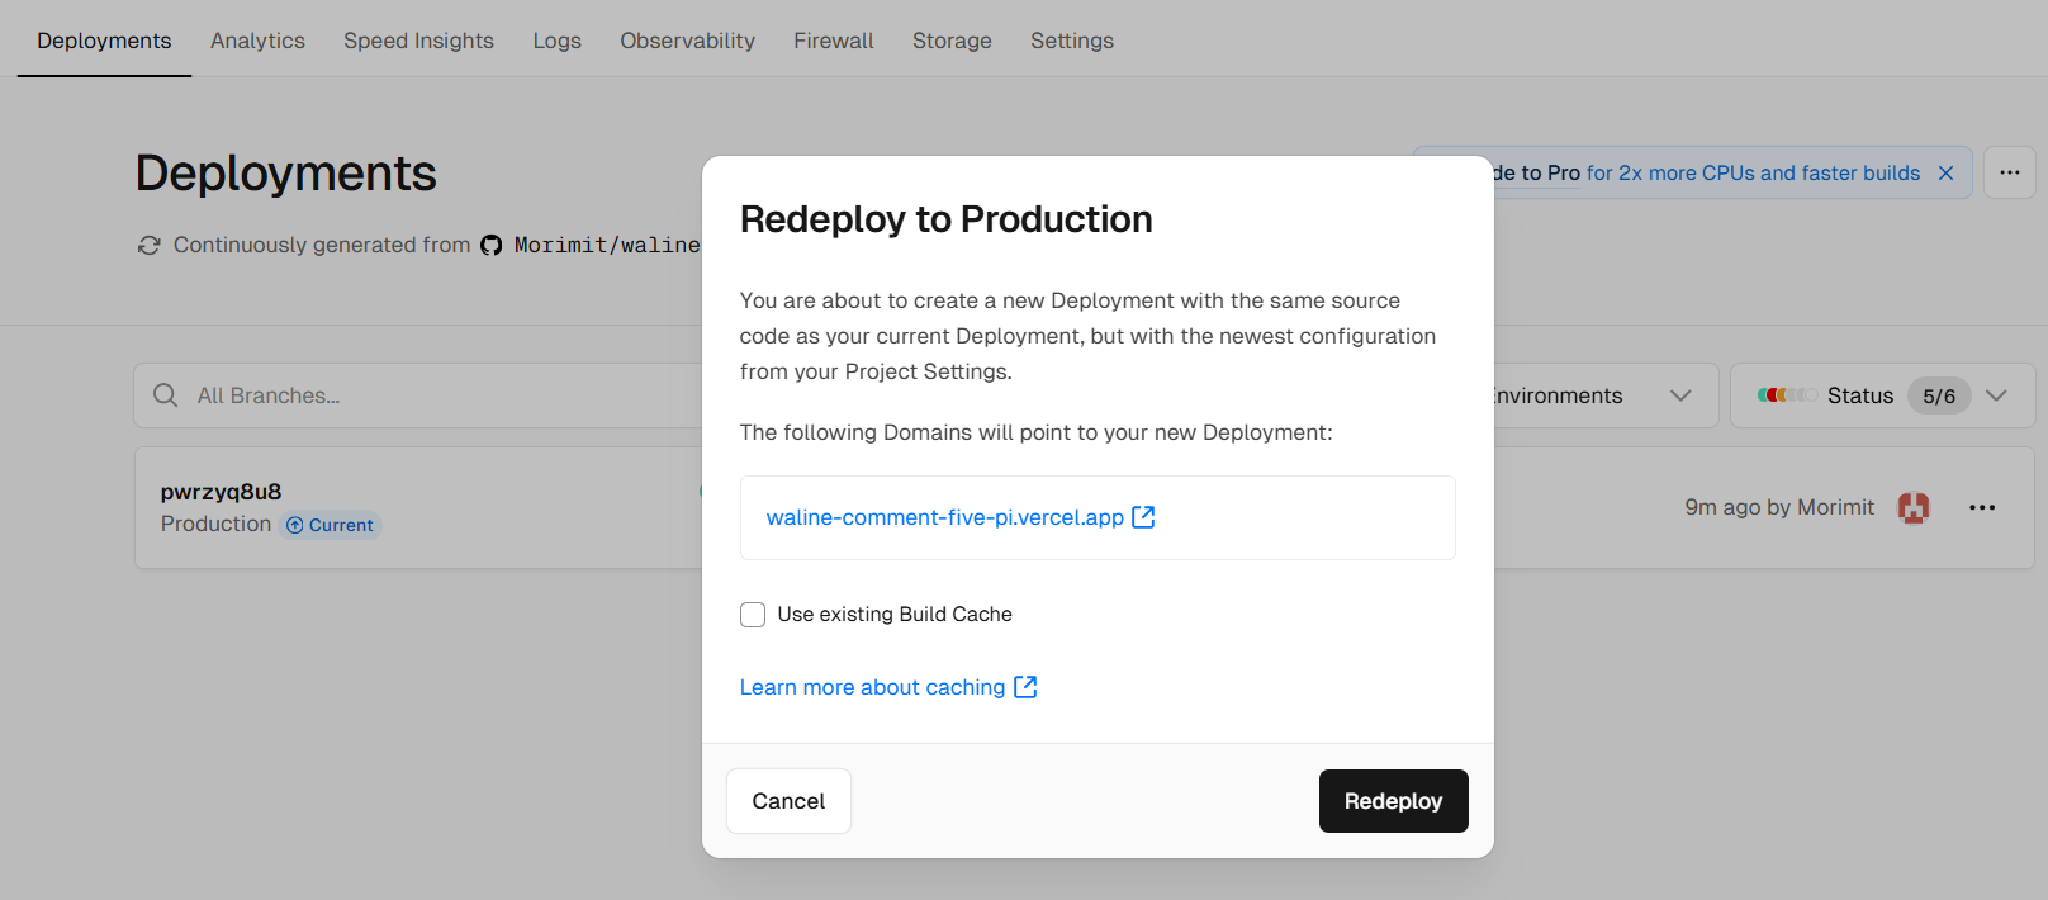 Deployments Analytics Speed Insights Logs Observability Firewall Storage Settings
Deployments
de to Pro for 2x more CPUs and faster builds
Continuously generated from Morimit/waline
All Branches...
nvironments
Status 5/6
pwrzyq8u8
Production Current
9m ago by Morimit
Redeploy to Production
You are about to create a new Deployment with the same source
code as your current Deployment, but with the newest configuration
from your Project Settings.
The following Domains will point to your new Deployment:
waline-comment-five-pi.vercel.app
Use existing Build Cache
Learn more about caching
Cancel
Redeploy